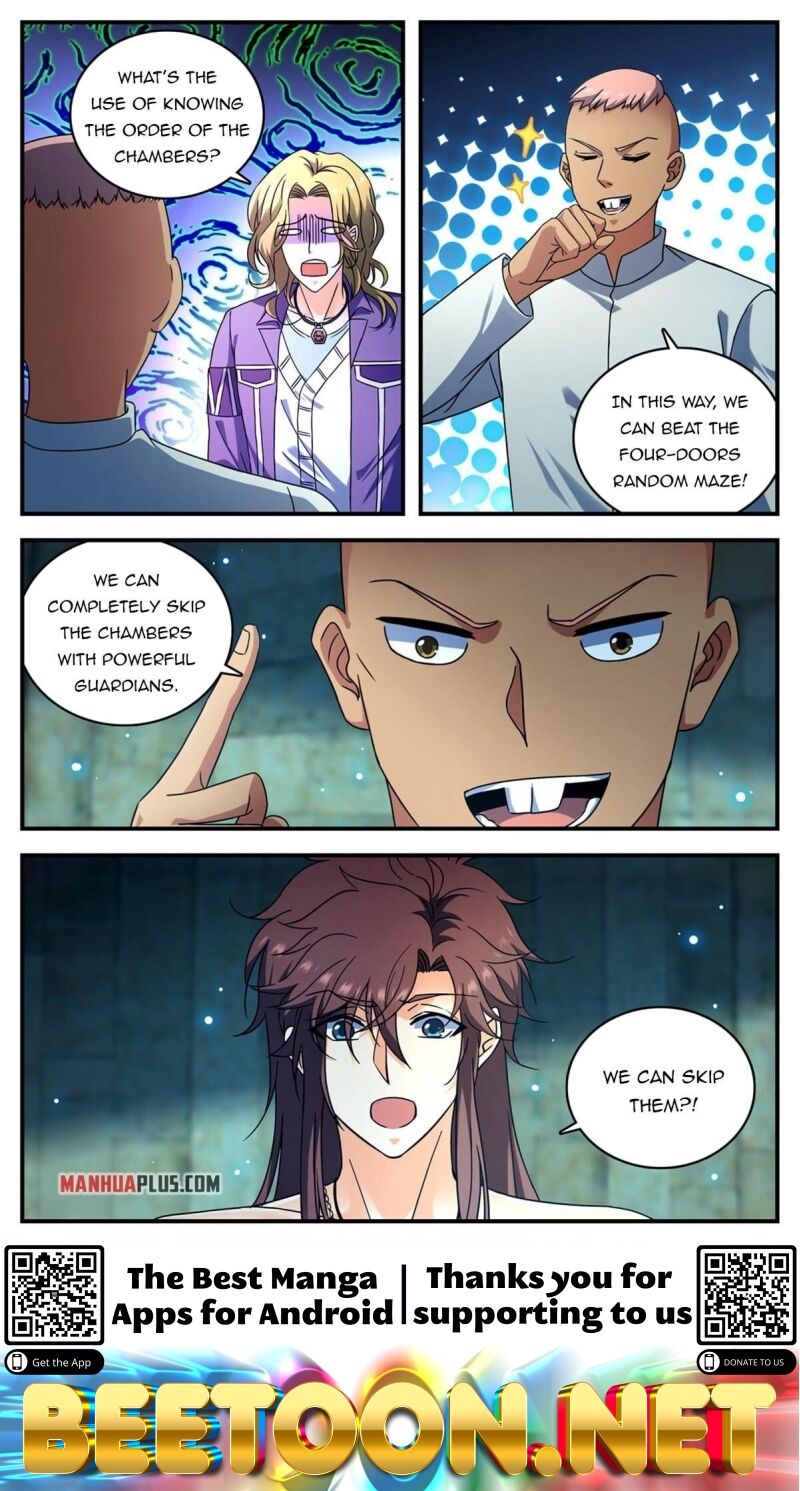 WHAT'S THE
USE OF KNOWING
THE ORDER OF THE
CHAMBERS?
IN THIS WAY, WE
CAN BEAT THE
FOUR-DOORS
RANDOM MAZE!
WE CAN
COMPLETELY SKIP
THE CHAMBERS
WITH POWERFUL
GUARDIANS.
WE CAN SKIP
THEM?!
MANHUAPLUS.COM
The Best Manga
Apps for Android
Thanks you for
supporting to us
Get the App
DONATE TO US
BEETOON.NET